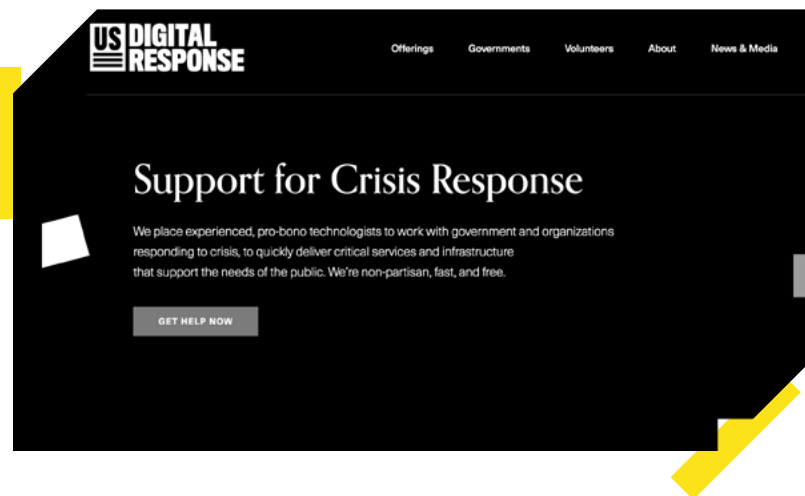 US DIGITAL
RESPONSE
Offerings Governments Volunteers About News & Media
Support for Crisis Response
We place experienced, pro-bono technologists to work with government and organizations
responding to crisis, to quickly deliver critical services and infrastructure
that support the needs of the public. We're non-partisan, fast, and free.
GET HELP NOW